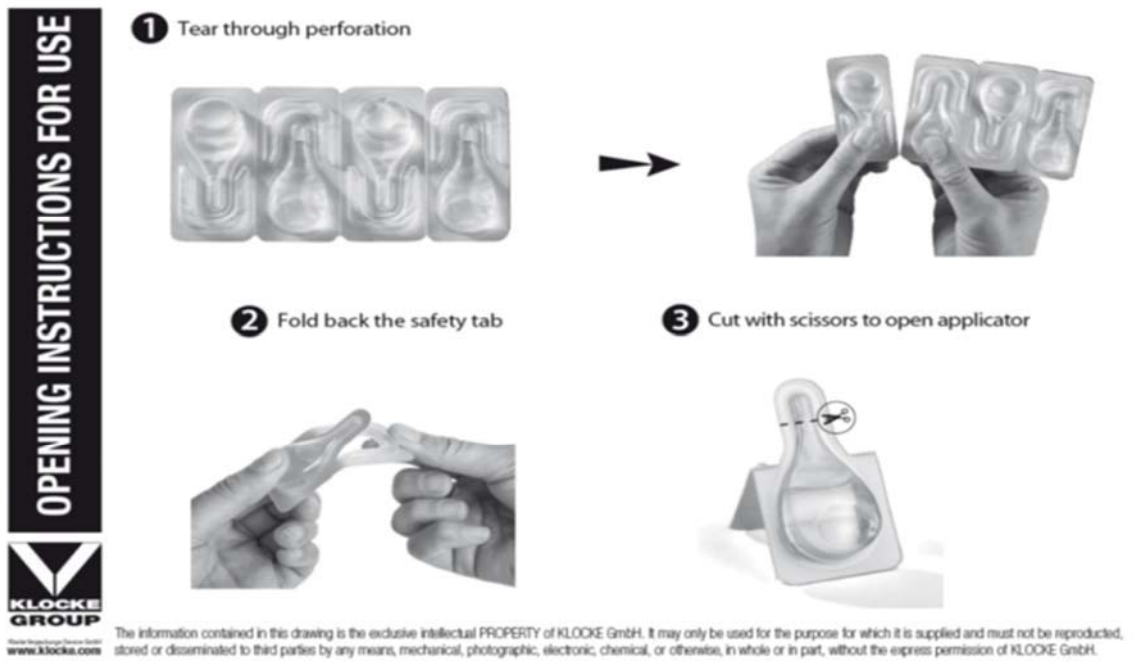 OPENING INSTRUCTIONS FOR USE
1 Tear through perforation
2 Fold back the safety tab
3 Cut with scissors to open applicator
KLOCKE
GROUP
www.klocke.com
The information contained in this drawing is the exclusive intellectual PROPERTY of KLOCKE GmbH. It may only be used for the purpose for which it is supplied and must not be reproduced,
stored or disseminated to third parties by any means, mechanical, photographic, electronic, chemical, or otherwise, in whole or in part, without the express permission of KLOCKE GmbH.